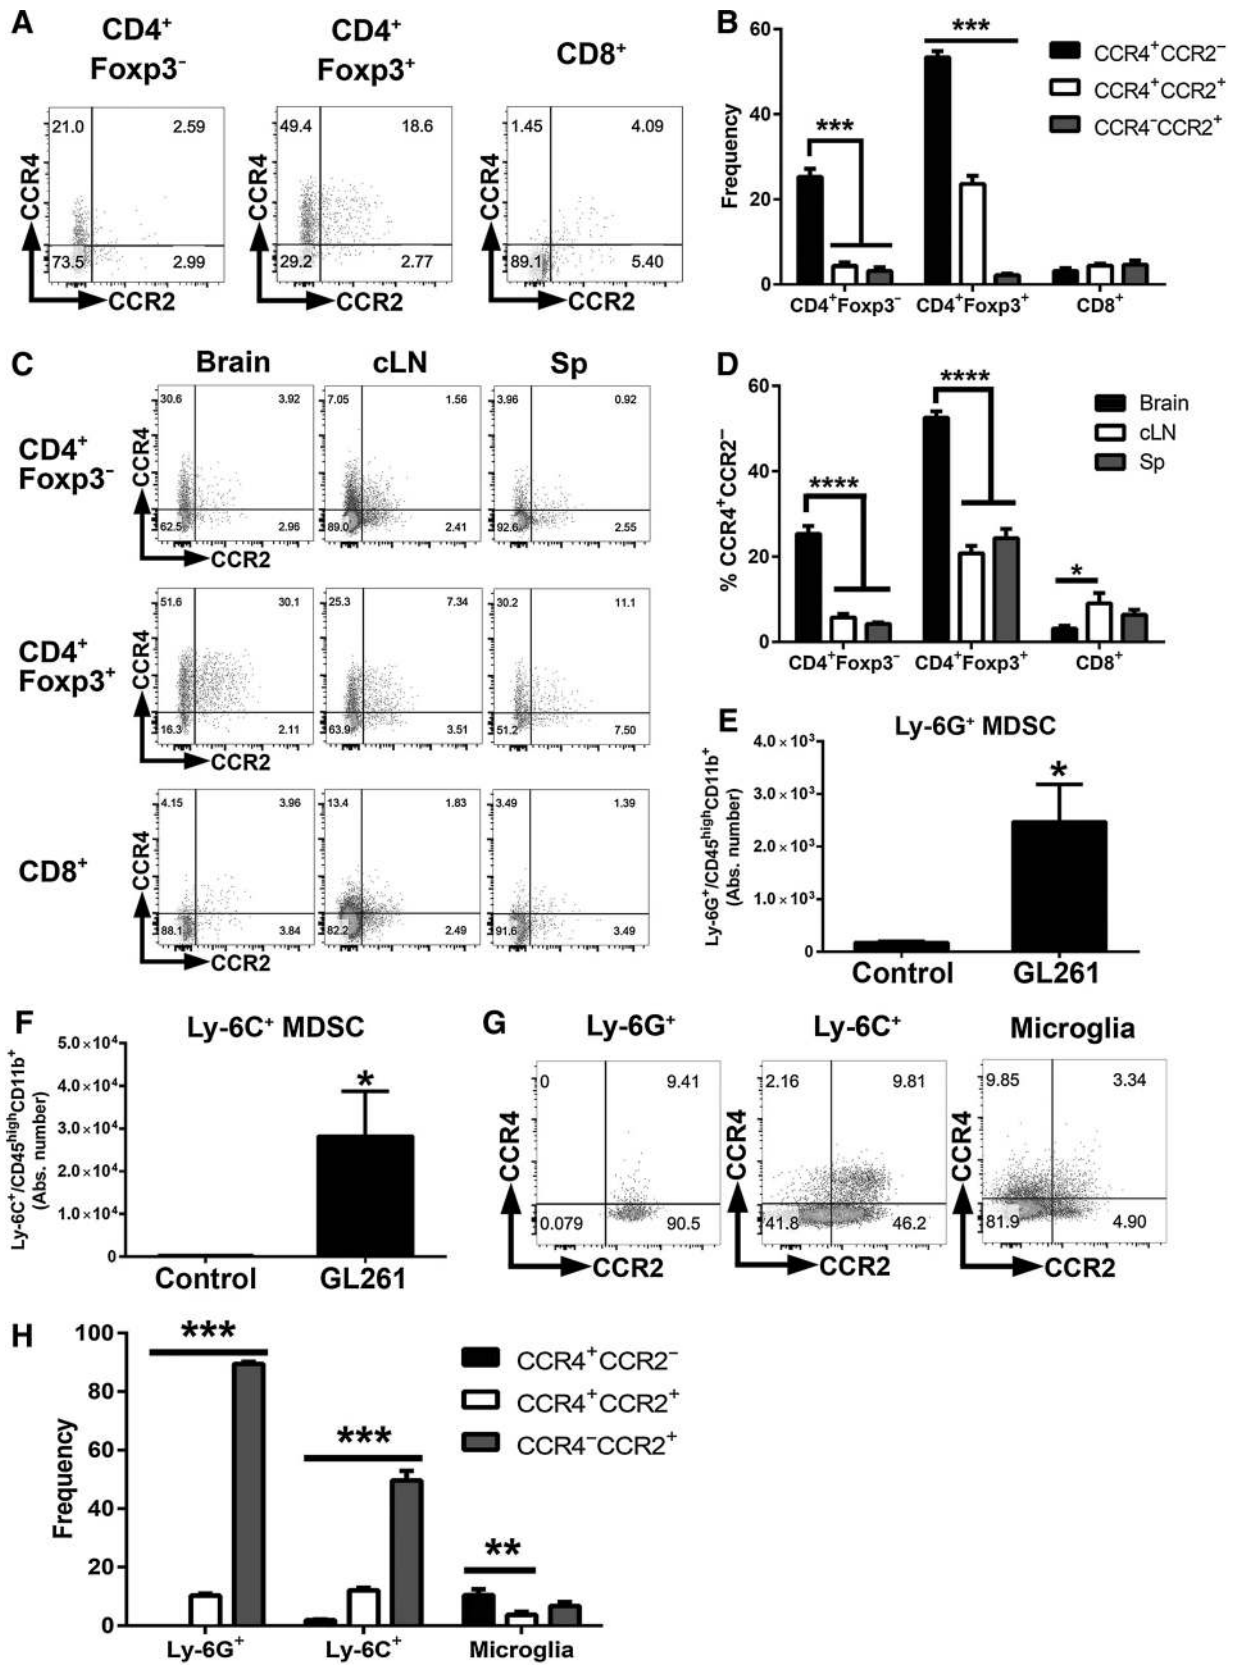 A
CD4⁺ Foxp3⁻
CD4⁺ Foxp3⁺
CD8⁺
21.0 2.59
73.5 2.99
CCR4
CCR2
49.4 18.6
29.2 2.77
CCR4
CCR2
1.45 4.09
89.1 5.40
CCR4
CCR2
B
Frequency
60
40
20
0
***
***
CCR4⁺CCR2⁻
CCR4⁺CCR2⁺
CCR4⁻CCR2⁺
CD4⁺Foxp3⁻ CD4⁺Foxp3⁺ CD8⁺
C
Brain cLN Sp
CD4⁺ Foxp3⁻
CCR4
30.6 3.92
62.5 2.96
7.05 1.56
89.0 2.41
3.96 0.92
92.6 2.55
CCR2
CD4⁺ Foxp3⁺
CCR4
51.6 30.1
16.3 2.11
25.3 7.34
63.9 3.51
30.2 11.1
51.2 7.50
CCR2
CD8⁺
CCR4
4.15 3.96
88.1 3.84
13.4 1.83
82.2 2.49
3.49 1.39
91.6 3.49
CCR2
D
% CCR4⁺CCR2⁻
60
40
20
0
****
****
*
Brain
cLN
Sp
CD4⁺Foxp3⁻ CD4⁺Foxp3⁺ CD8⁺
E
Ly-6G⁺ MDSC
Ly-6G⁺/CD45ʰⁱᵍʰCD11b⁺
(Abs. number)
4.0×10³
3.0×10³
2.0×10³
1.0×10³
0
*
Control GL261
F
Ly-6C⁺ MDSC
Ly-6C⁺/CD45ʰⁱᵍʰCD11b⁺
(Abs. number)
5.0×10⁴
4.0×10⁴
3.0×10⁴
2.0×10⁴
1.0×10⁴
0
*
Control GL261
G
Ly-6G⁺ Ly-6C⁺ Microglia
0 9.41
0.079 90.5
CCR4
CCR2
2.16 9.81
41.8 46.2
CCR4
CCR2
9.85 3.34
81.9 4.90
CCR4
CCR2
H
Frequency
100
80
60
40
20
0
***
***
**
CCR4⁺CCR2⁻
CCR4⁺CCR2⁺
CCR4⁻CCR2⁺
Ly-6G⁺ Ly-6C⁺ Microglia